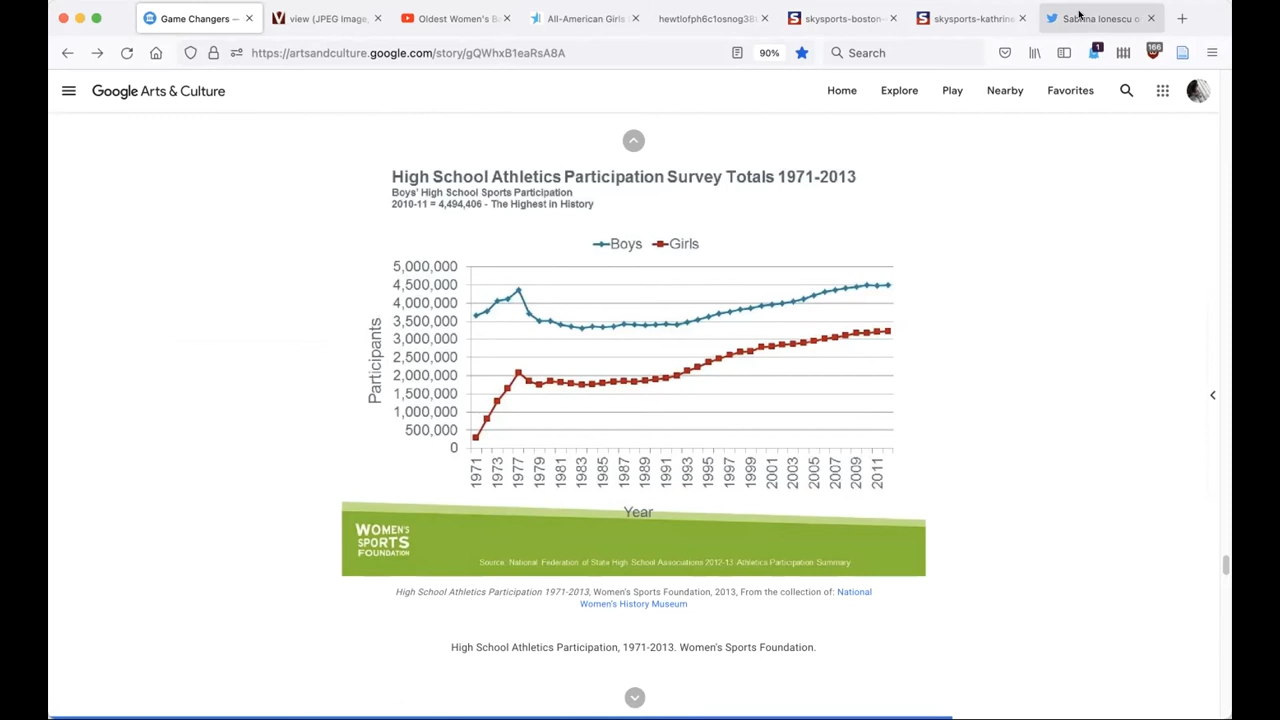 Game Changers —
view (JPEG Image,
Oldest Women's Ba
All-American Girls
hewtlofph6c1osnog38
skysports-boston-
skysports-kathrine
Sabrina Ionescu o
https://artsandculture.google.com/story/gQWhxB1eaRsA8A
90%
Search
1
166
Google Arts & Culture
Home
Explore
Play
Nearby
Favorites
High School Athletics Participation Survey Totals 1971-2013
Boys' High School Sports Participation
2010-11 = 4,494,406 - The Highest in History
Boys Girls
5,000,000
4,500,000
4,000,000
3,500,000
3,000,000
2,500,000
2,000,000
1,500,000
1,000,000
500,000
0
Participants
1971 1973 1975 1977 1979 1981 1983 1985 1987 1989 1991 1993 1995 1997 1999 2001 2003 2005 2007 2009 2011
Year
WOMEN'S
SPORTS
FOUNDATION
Source: National Federation of State High School Associations 2012-13 Athletics Participation Summary
High School Athletics Participation 1971-2013, Women's Sports Foundation, 2013, From the collection of: National
Women's History Museum
High School Athletics Participation, 1971-2013. Women's Sports Foundation.